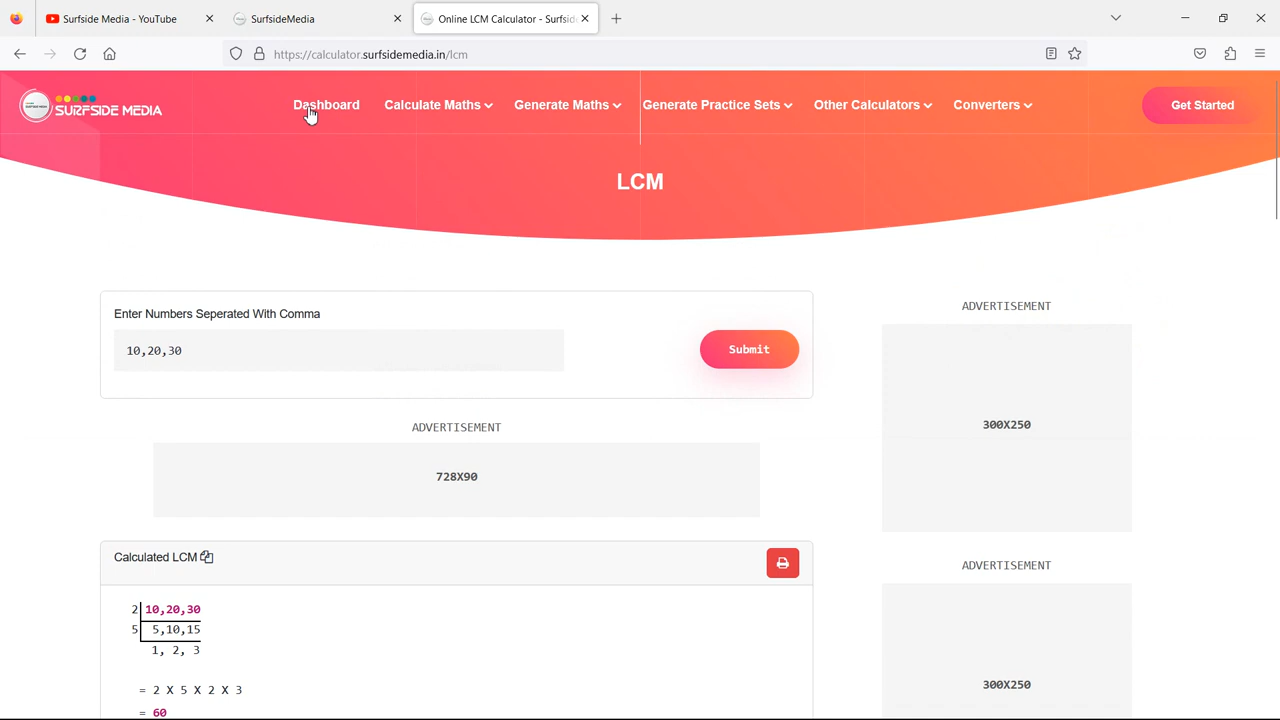 Surfside Media - YouTube
SurfsideMedia
Online LCM Calculator - Surfside
https://calculator.surfsidemedia.in/lcm
SURFSIDE MEDIA
Dashboard
Calculate Maths
Generate Maths
Generate Practice Sets
Other Calculators
Converters
Get Started
LCM
Enter Numbers Seperated With Comma
10,20,30
Submit
ADVERTISEMENT
728X90
ADVERTISEMENT
300X250
Calculated LCM
2 10,20,30
5 5,10,15
1, 2, 3
= 2 X 5 X 2 X 3
= 60
ADVERTISEMENT
300X250